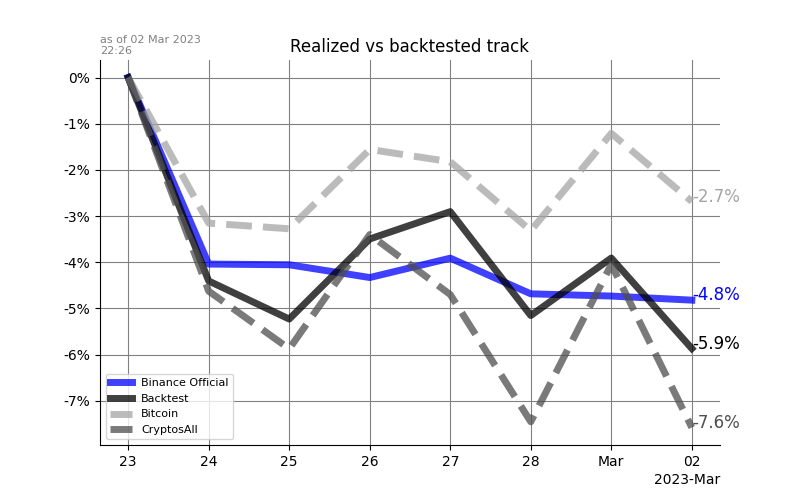 as of 02 Mar 2023
22:26
Realized vs backtested track
0%
-1%
-2%
-3%
-4%
-5%
-6%
-7%
-2.7%
-4.8%
-5.9%
-7.6%
Binance Official
Backtest
Bitcoin
CryptosAll
23 24 25 26 27 28 Mar 02
2023-Mar